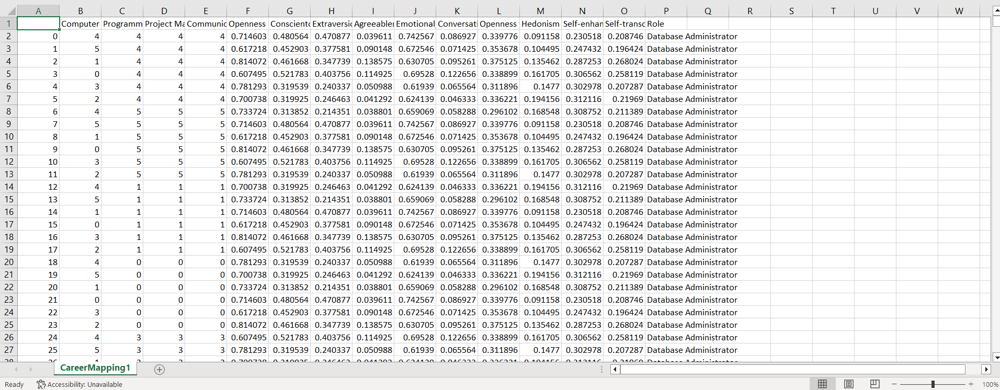 A B C D E F G H I J K L M N O P Q R S T U V W
1 Computer Programm Project Ma Communic Openness Consciento Extraversio Agreeablen Emotional_ Conversati Openness Hedonism Self-enhan Self-transc Role
2 0 4 4 4 4 0.714603 0.480564 0.470877 0.039611 0.742567 0.086927 0.339776 0.091158 0.230518 0.208746 Database Administrator
3 1 5 4 4 4 0.617218 0.452903 0.377581 0.090148 0.672546 0.071425 0.353678 0.104495 0.247432 0.196424 Database Administrator
4 2 1 4 4 4 0.814072 0.461668 0.347739 0.138575 0.630705 0.095261 0.375125 0.135462 0.287253 0.268024 Database Administrator
5 3 0 4 4 4 0.607495 0.521783 0.403756 0.114925 0.69528 0.122656 0.338899 0.161705 0.306562 0.258119 Database Administrator
6 4 3 4 4 4 0.781293 0.319539 0.240337 0.050988 0.61939 0.065564 0.311896 0.1477 0.302978 0.207287 Database Administrator
7 5 2 4 4 4 0.700738 0.319925 0.246463 0.041292 0.624139 0.046333 0.336221 0.194156 0.312116 0.21969 Database Administrator
8 6 4 5 5 5 0.733724 0.313852 0.214351 0.038801 0.659069 0.058288 0.296102 0.168548 0.308752 0.211389 Database Administrator
9 7 5 5 5 5 0.714603 0.480564 0.470877 0.039611 0.742567 0.086927 0.339776 0.091158 0.230518 0.208746 Database Administrator
10 8 1 5 5 5 0.617218 0.452903 0.377581 0.090148 0.672546 0.071425 0.353678 0.104495 0.247432 0.196424 Database Administrator
11 9 0 5 5 5 0.814072 0.461668 0.347739 0.138575 0.630705 0.095261 0.375125 0.135462 0.287253 0.268024 Database Administrator
12 10 3 5 5 5 0.607495 0.521783 0.403756 0.114925 0.69528 0.122656 0.338899 0.161705 0.306562 0.258119 Database Administrator
13 11 2 5 5 5 0.781293 0.319539 0.240337 0.050988 0.61939 0.065564 0.311896 0.1477 0.302978 0.207287 Database Administrator
14 12 4 1 1 1 0.700738 0.319925 0.246463 0.041292 0.624139 0.046333 0.336221 0.194156 0.312116 0.21969 Database Administrator
15 13 5 1 1 1 0.733724 0.313852 0.214351 0.038801 0.659069 0.058288 0.296102 0.168548 0.308752 0.211389 Database Administrator
16 14 1 1 1 1 0.714603 0.480564 0.470877 0.039611 0.742567 0.086927 0.339776 0.091158 0.230518 0.208746 Database Administrator
17 15 0 1 1 1 0.617218 0.452903 0.377581 0.090148 0.672546 0.071425 0.353678 0.104495 0.247432 0.196424 Database Administrator
18 16 3 1 1 1 0.814072 0.461668 0.347739 0.138575 0.630705 0.095261 0.375125 0.135462 0.287253 0.268024 Database Administrator
19 17 2 1 1 1 0.607495 0.521783 0.403756 0.114925 0.69528 0.122656 0.338899 0.161705 0.306562 0.258119 Database Administrator
20 18 4 0 0 0 0.781293 0.319539 0.240337 0.050988 0.61939 0.065564 0.311896 0.1477 0.302978 0.207287 Database Administrator
21 19 5 0 0 0 0.700738 0.319925 0.246463 0.041292 0.624139 0.046333 0.336221 0.194156 0.312116 0.21969 Database Administrator
22 20 1 0 0 0 0.733724 0.313852 0.214351 0.038801 0.659069 0.058288 0.296102 0.168548 0.308752 0.211389 Database Administrator
23 21 0 0 0 0 0.714603 0.480564 0.470877 0.039611 0.742567 0.086927 0.339776 0.091158 0.230518 0.208746 Database Administrator
24 22 3 0 0 0 0.617218 0.452903 0.377581 0.090148 0.672546 0.071425 0.353678 0.104495 0.247432 0.196424 Database Administrator
25 23 2 0 0 0 0.814072 0.461668 0.347739 0.138575 0.630705 0.095261 0.375125 0.135462 0.287253 0.268024 Database Administrator
26 24 4 3 3 3 0.607495 0.521783 0.403756 0.114925 0.69528 0.122656 0.338899 0.161705 0.306562 0.258119 Database Administrator
27 25 5 3 3 3 0.781293 0.319539 0.240337 0.050988 0.61939 0.065564 0.311896 0.1477 0.302978 0.207287 Database Administrator
CareerMapping1
Ready Accessibility: Unavailable 100%